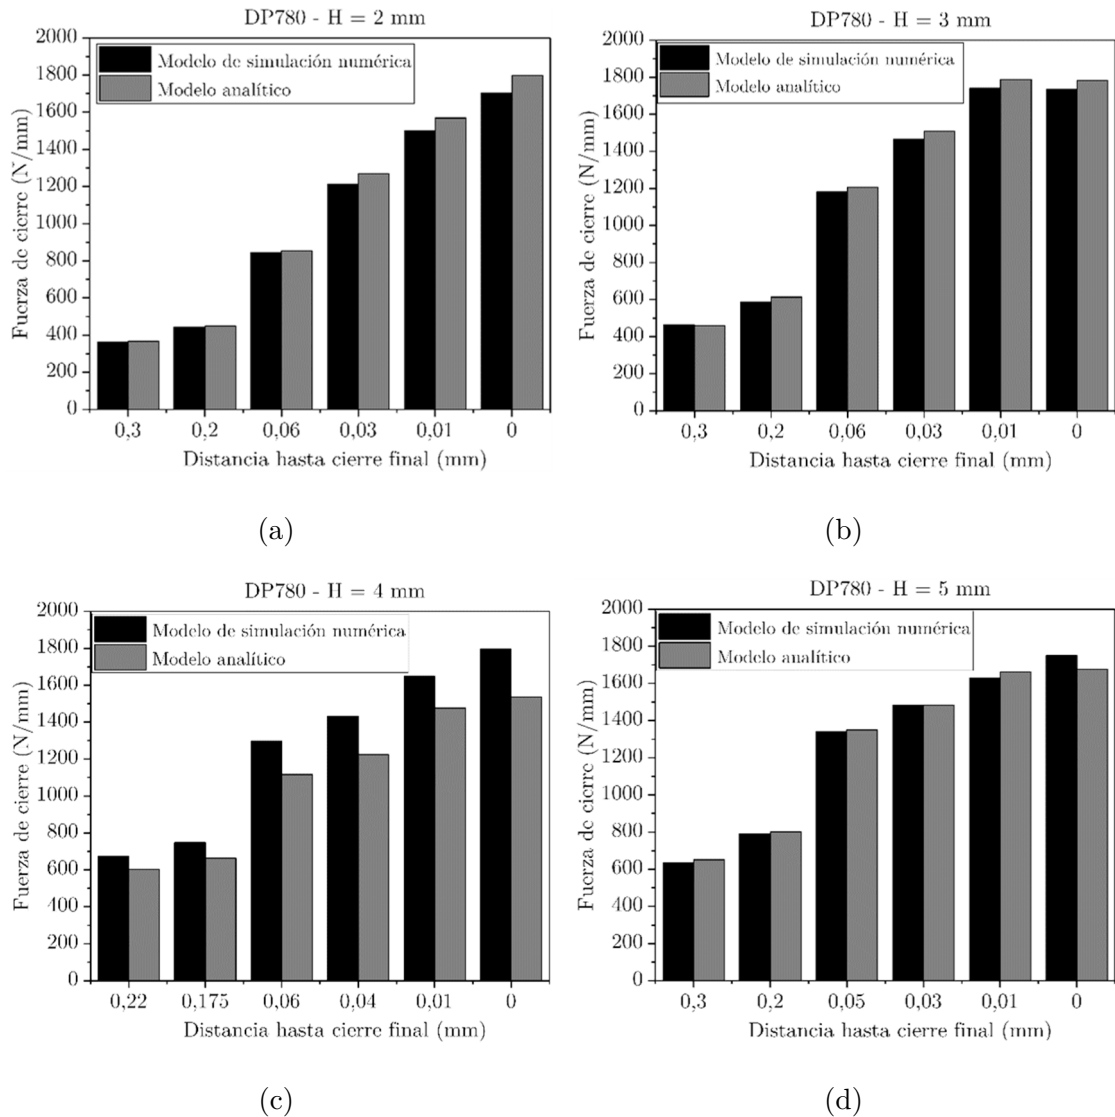 DP780 - H = 2 mm
Modelo de simulación numérica
Modelo analítico
Fuerza de cierre (N/mm)
2000
1800
1600
1400
1200
1000
800
600
400
200
0
0,3 0,2 0,06 0,03 0,01 0
Distancia hasta cierre final (mm)
(a)
DP780 - H = 3 mm
Modelo de simulación numérica
Modelo analítico
Fuerza de cierre (N/mm)
2000
1800
1600
1400
1200
1000
800
600
400
200
0
0,3 0,2 0,06 0,03 0,01 0
Distancia hasta cierre final (mm)
(b)
DP780 - H = 4 mm
Modelo de simulación numérica
Modelo analítico
Fuerza de cierre (N/mm)
2000
1800
1600
1400
1200
1000
800
600
400
200
0
0,22 0,175 0,06 0,04 0,01 0
Distancia hasta cierre final (mm)
(c)
DP780 - H = 5 mm
Modelo de simulación numérica
Modelo analítico
Fuerza de cierre (N/mm)
2000
1800
1600
1400
1200
1000
800
600
400
200
0
0,3 0,2 0,05 0,03 0,01 0
Distancia hasta cierre final (mm)
(d)